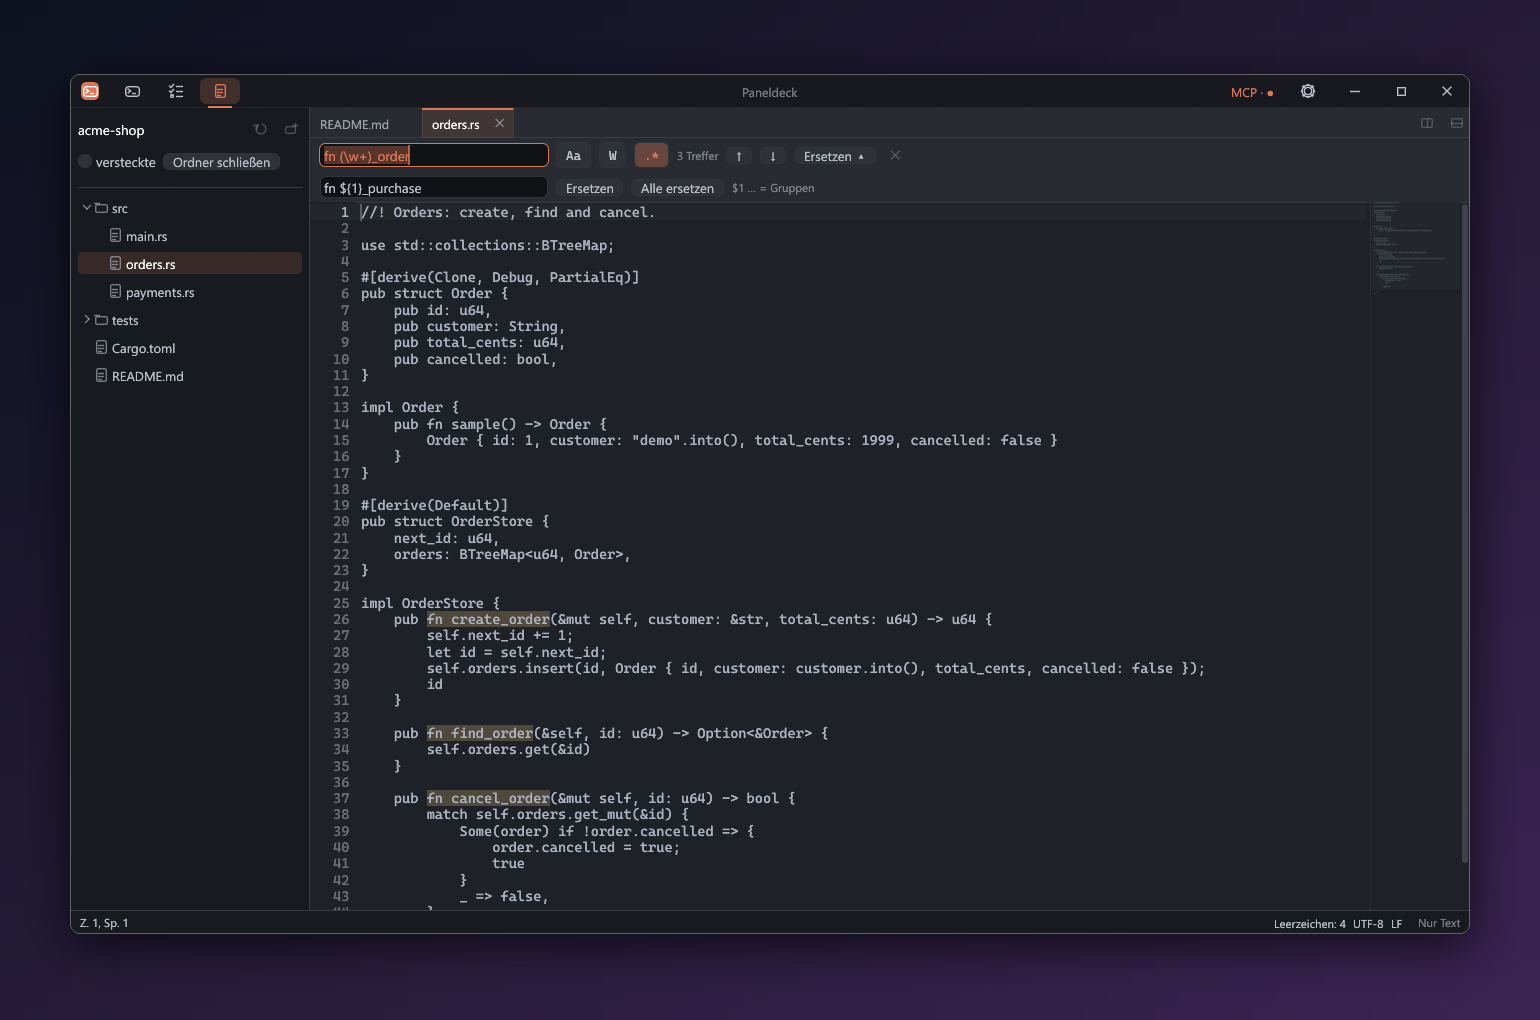 Paneldeck
MCP
acme-shop
versteckte
Ordner schließen
src
main.rs
orders.rs
payments.rs
tests
Cargo.toml
README.md
README.md
orders.rs
fn (\w+)_order
Aa
W
.*
3 Treffer
↑
↓
Ersetzen
fn ${1}_purchase
Ersetzen
Alle ersetzen
$1 ... = Gruppen
1 //! Orders: create, find and cancel.
2
3 use std::collections::BTreeMap;
4
5 #[derive(Clone, Debug, PartialEq)]
6 pub struct Order {
7     pub id: u64,
8     pub customer: String,
9     pub total_cents: u64,
10     pub cancelled: bool,
11 }
12
13 impl Order {
14     pub fn sample() -> Order {
15         Order { id: 1, customer: "demo".into(), total_cents: 1999, cancelled: false }
16     }
17 }
18
19 #[derive(Default)]
20 pub struct OrderStore {
21     next_id: u64,
22     orders: BTreeMap<u64, Order>,
23 }
24
25 impl OrderStore {
26     pub fn create_order(&mut self, customer: &str, total_cents: u64) -> u64 {
27         self.next_id += 1;
28         let id = self.next_id;
29         self.orders.insert(id, Order { id, customer: customer.into(), total_cents, cancelled: false });
30         id
31     }
32
33     pub fn find_order(&self, id: u64) -> Option<&Order> {
34         self.orders.get(&id)
35     }
36
37     pub fn cancel_order(&mut self, id: u64) -> bool {
38         match self.orders.get_mut(&id) {
39             Some(order) if !order.cancelled => {
40                 order.cancelled = true;
41                 true
42             }
43             _ => false,
Z. 1, Sp. 1
Leerzeichen: 4
UTF-8
LF
Nur Text